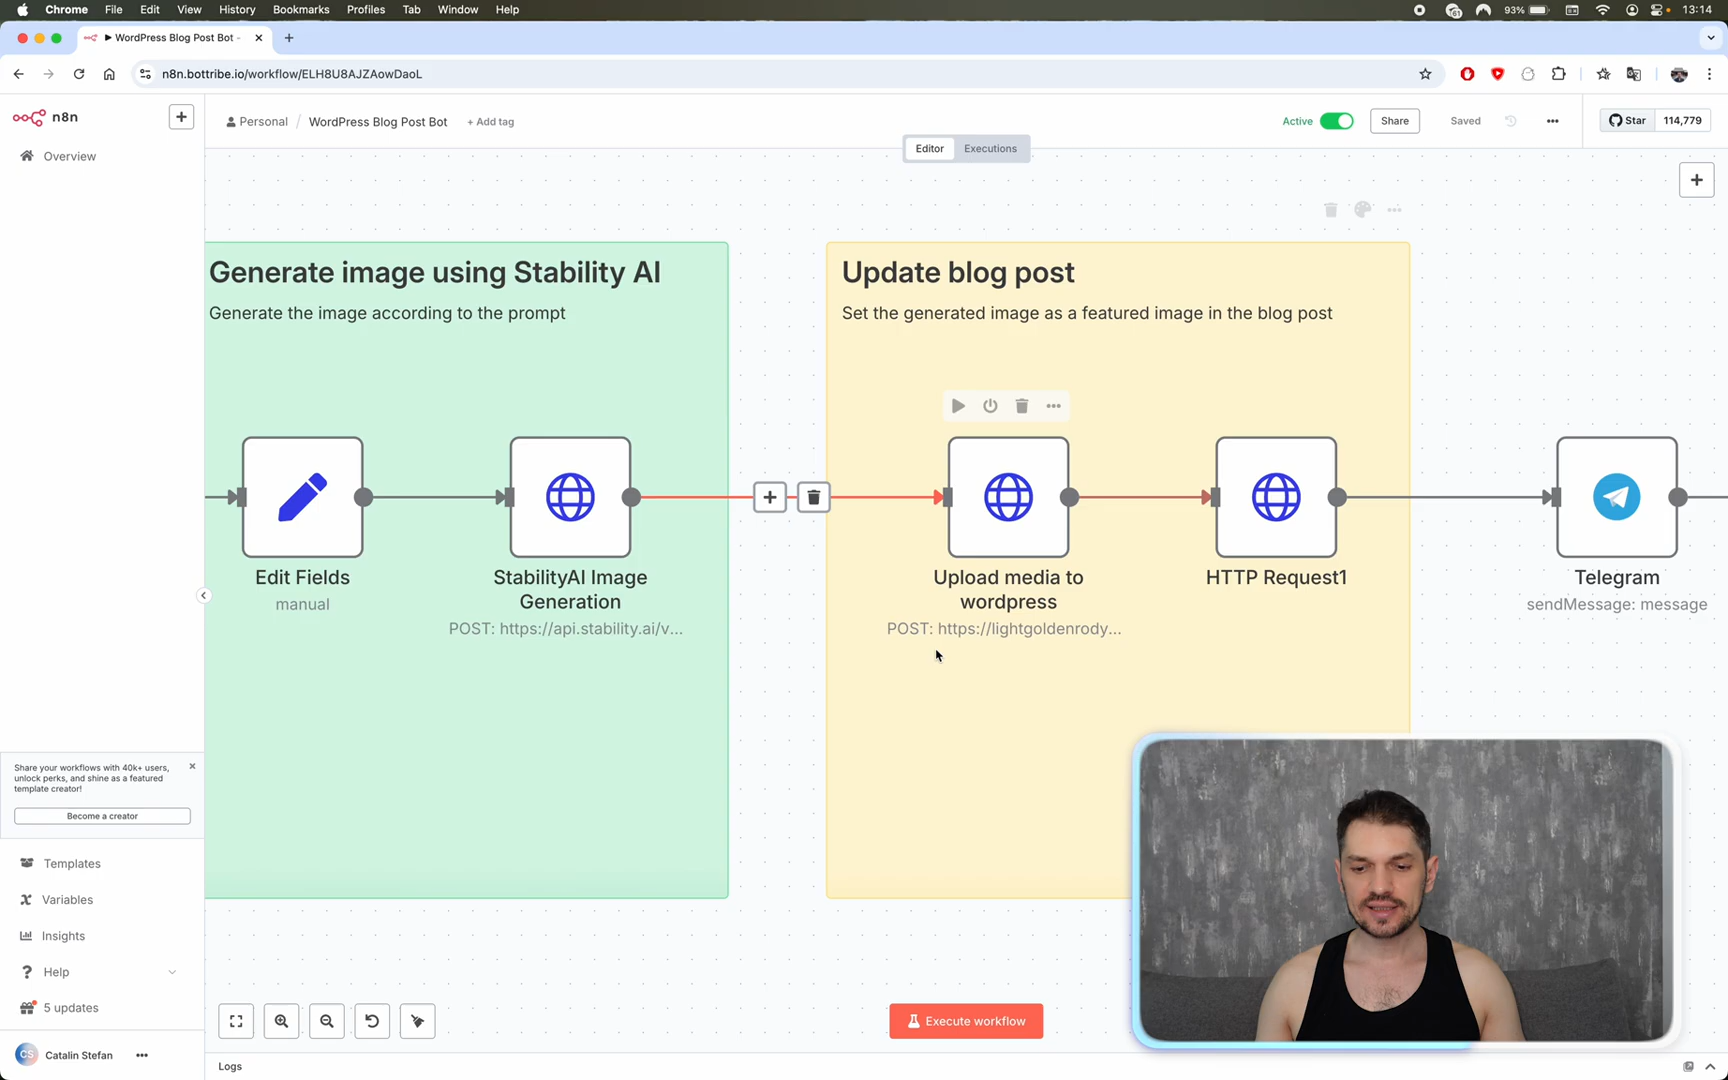 Chrome File Edit View History Bookmarks Profiles Tab Window Help 61 93% 13:14
WordPress Blog Post Bot -
n8n.bottribe.io/workflow/ELH8U8AJZAowDaoL
n8n
Personal / WordPress Blog Post Bot + Add tag
Active Share Saved Star 114,779
Editor Executions
Overview
Generate image using Stability AI
Generate the image according to the prompt
Update blog post
Set the generated image as a featured image in the blog post
Edit Fields
manual
StabilityAI Image
Generation
POST: https://api.stability.ai/v...
Upload media to
wordpress
POST: https://lightgoldenrody...
HTTP Request1
Telegram
sendMessage: message
Share your workflows with 40k+ users,
unlock perks, and shine as a featured
template creator!
Become a creator
Templates
Variables
Insights
Help
5 updates
CS Catalin Stefan
Execute workflow
Logs